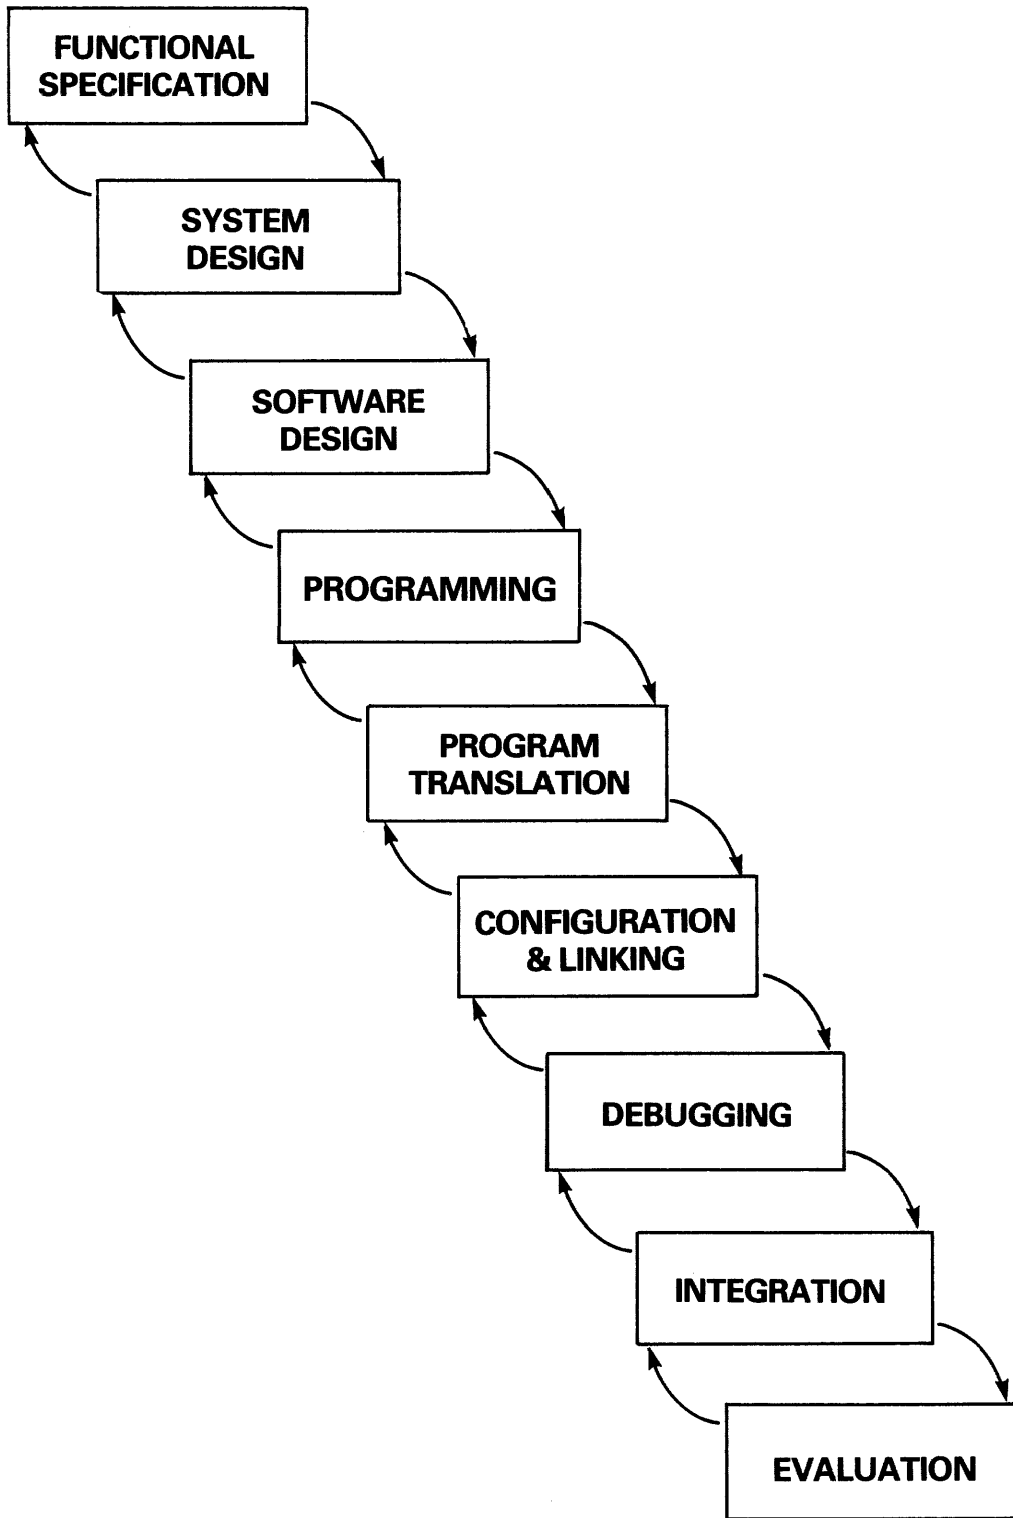 FUNCTIONAL
SPECIFICATION
SYSTEM
DESIGN
SOFTWARE
DESIGN
PROGRAMMING
PROGRAM
TRANSLATION
CONFIGURATION
& LINKING
DEBUGGING
INTEGRATION
EVALUATION